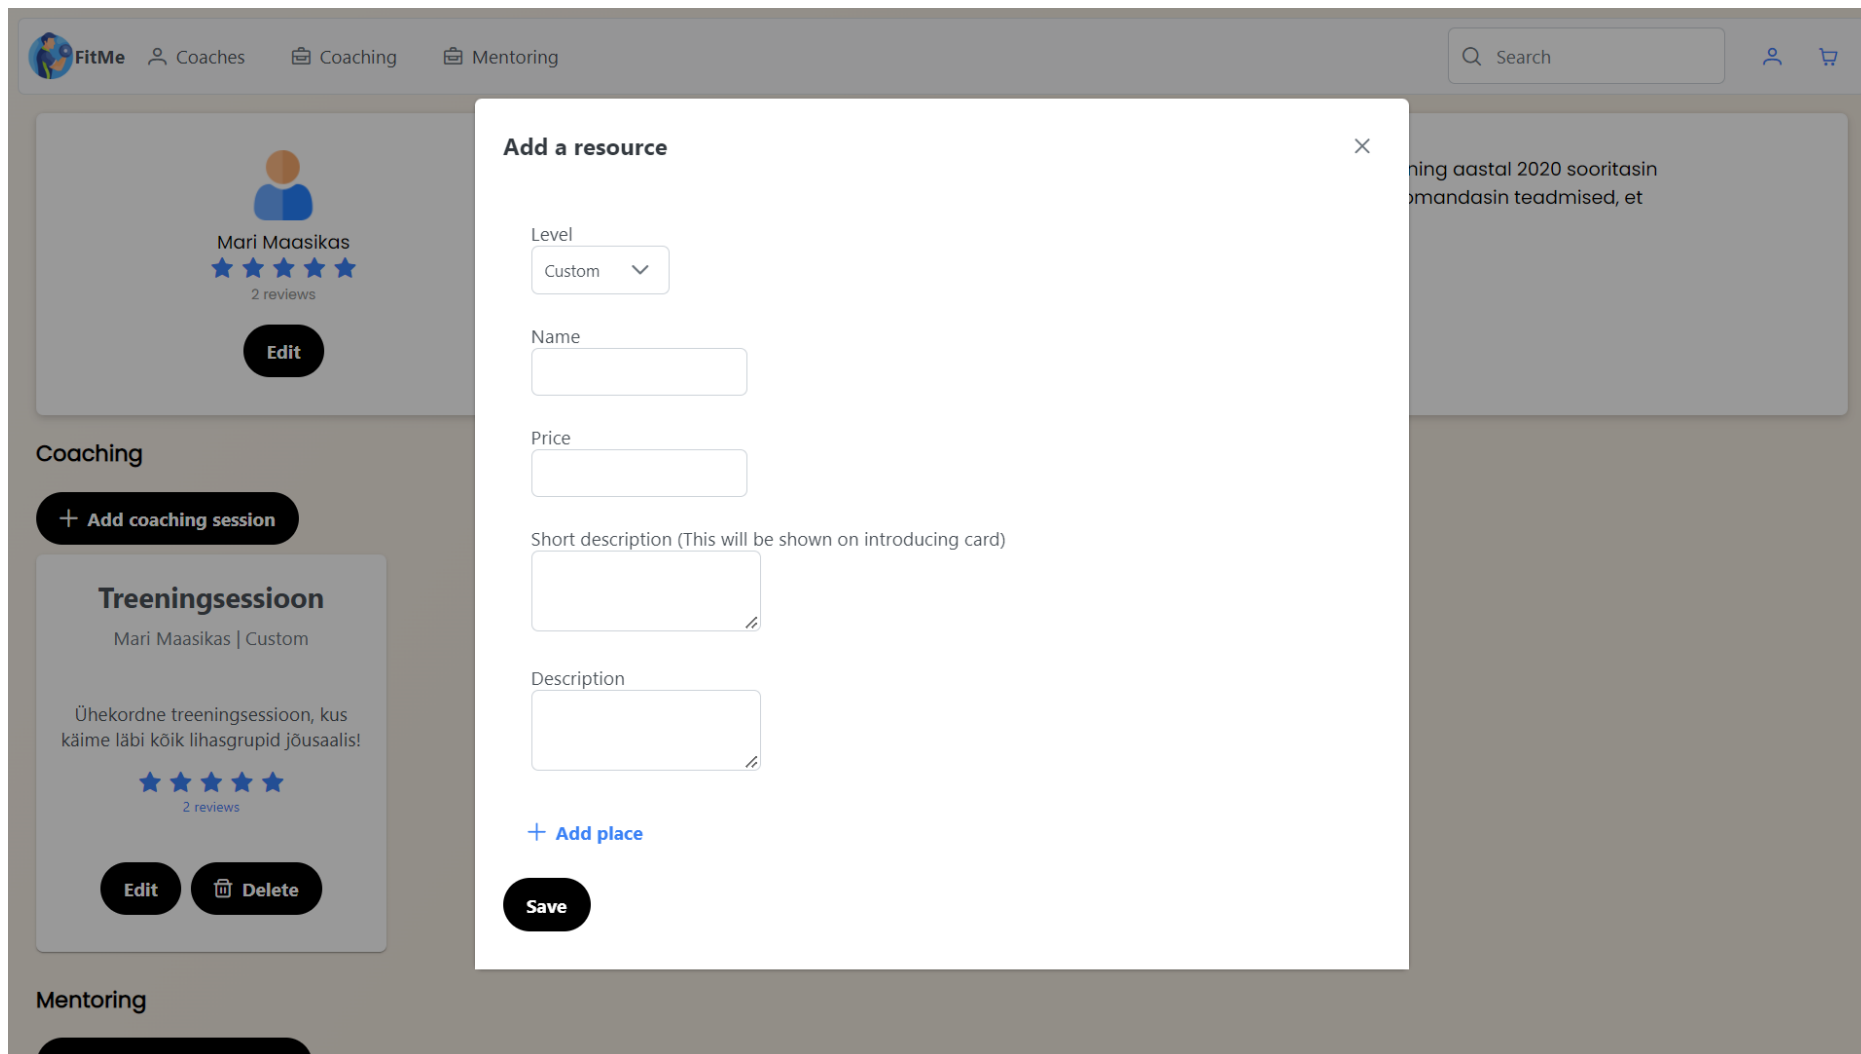 FitMe
Coaches
Coaching
Mentoring
Search
Mari Maasikas
2 reviews
Edit
ning aastal 2020 sooritasin
omandasin teadmised, et
Coaching
Add coaching session
Treeningsessioon
Mari Maasikas | Custom
Ühekordne treeningsessioon, kus
käime läbi kõik lihasgrupid jõusaalis!
2 reviews
Edit
Delete
Mentoring
Add a resource
Level
Custom
Name
Price
Short description (This will be shown on introducing card)
Description
Add place
Save